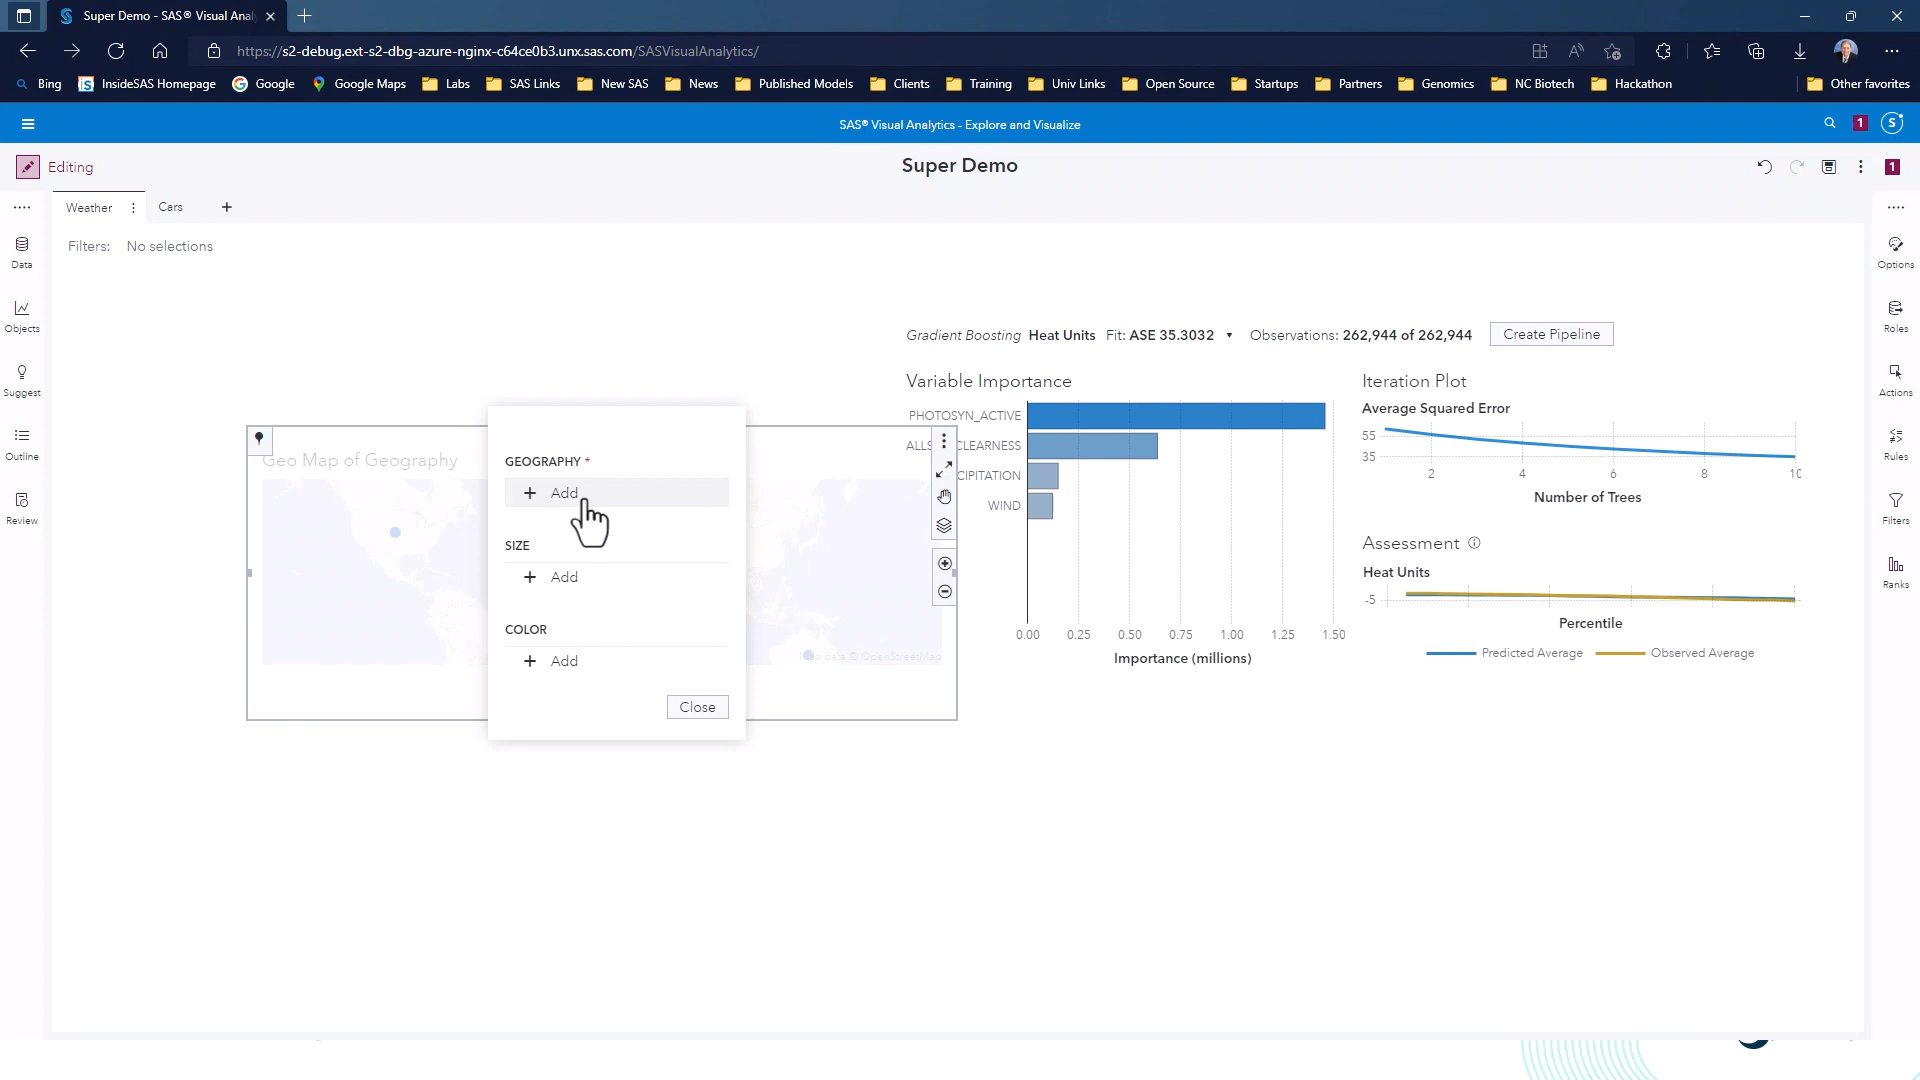 Super Demo - SAS® Visual Anal
https://s2-debug.ext-s2-dbg-azure-nginx-c64ce0b3.unx.sas.com/SASVisualAnalytics/
Bing InsideSAS Homepage Google Google Maps Labs SAS Links New SAS News Published Models Clients Training Univ Links Open Source Startups Partners Genomics NC Biotech Hackathon Other favorites
SAS® Visual Analytics - Explore and Visualize 1 S
Editing Super Demo 1
Weather Cars
Filters: No selections
Data
Objects
Suggest
Outline
Review
Geo Map of Geography
GEOGRAPHY *
+ Add
SIZE
+ Add
COLOR
+ Add
Close
Gradient Boosting Heat Units Fit: ASE 35.3032 Observations: 262,944 of 262,944 Create Pipeline
Variable Importance
PHOTOSYN_ACTIVE
ALLS CLEARNESS
CIPITATION
WIND
0.00 0.25 0.50 0.75 1.00 1.25 1.50
Importance (millions)
Iteration Plot
Average Squared Error
55
35
2 4 6 8 10
Number of Trees
Assessment
Heat Units
-5
Percentile
Predicted Average Observed Average
Options
Roles
Actions
Rules
Filters
Ranks